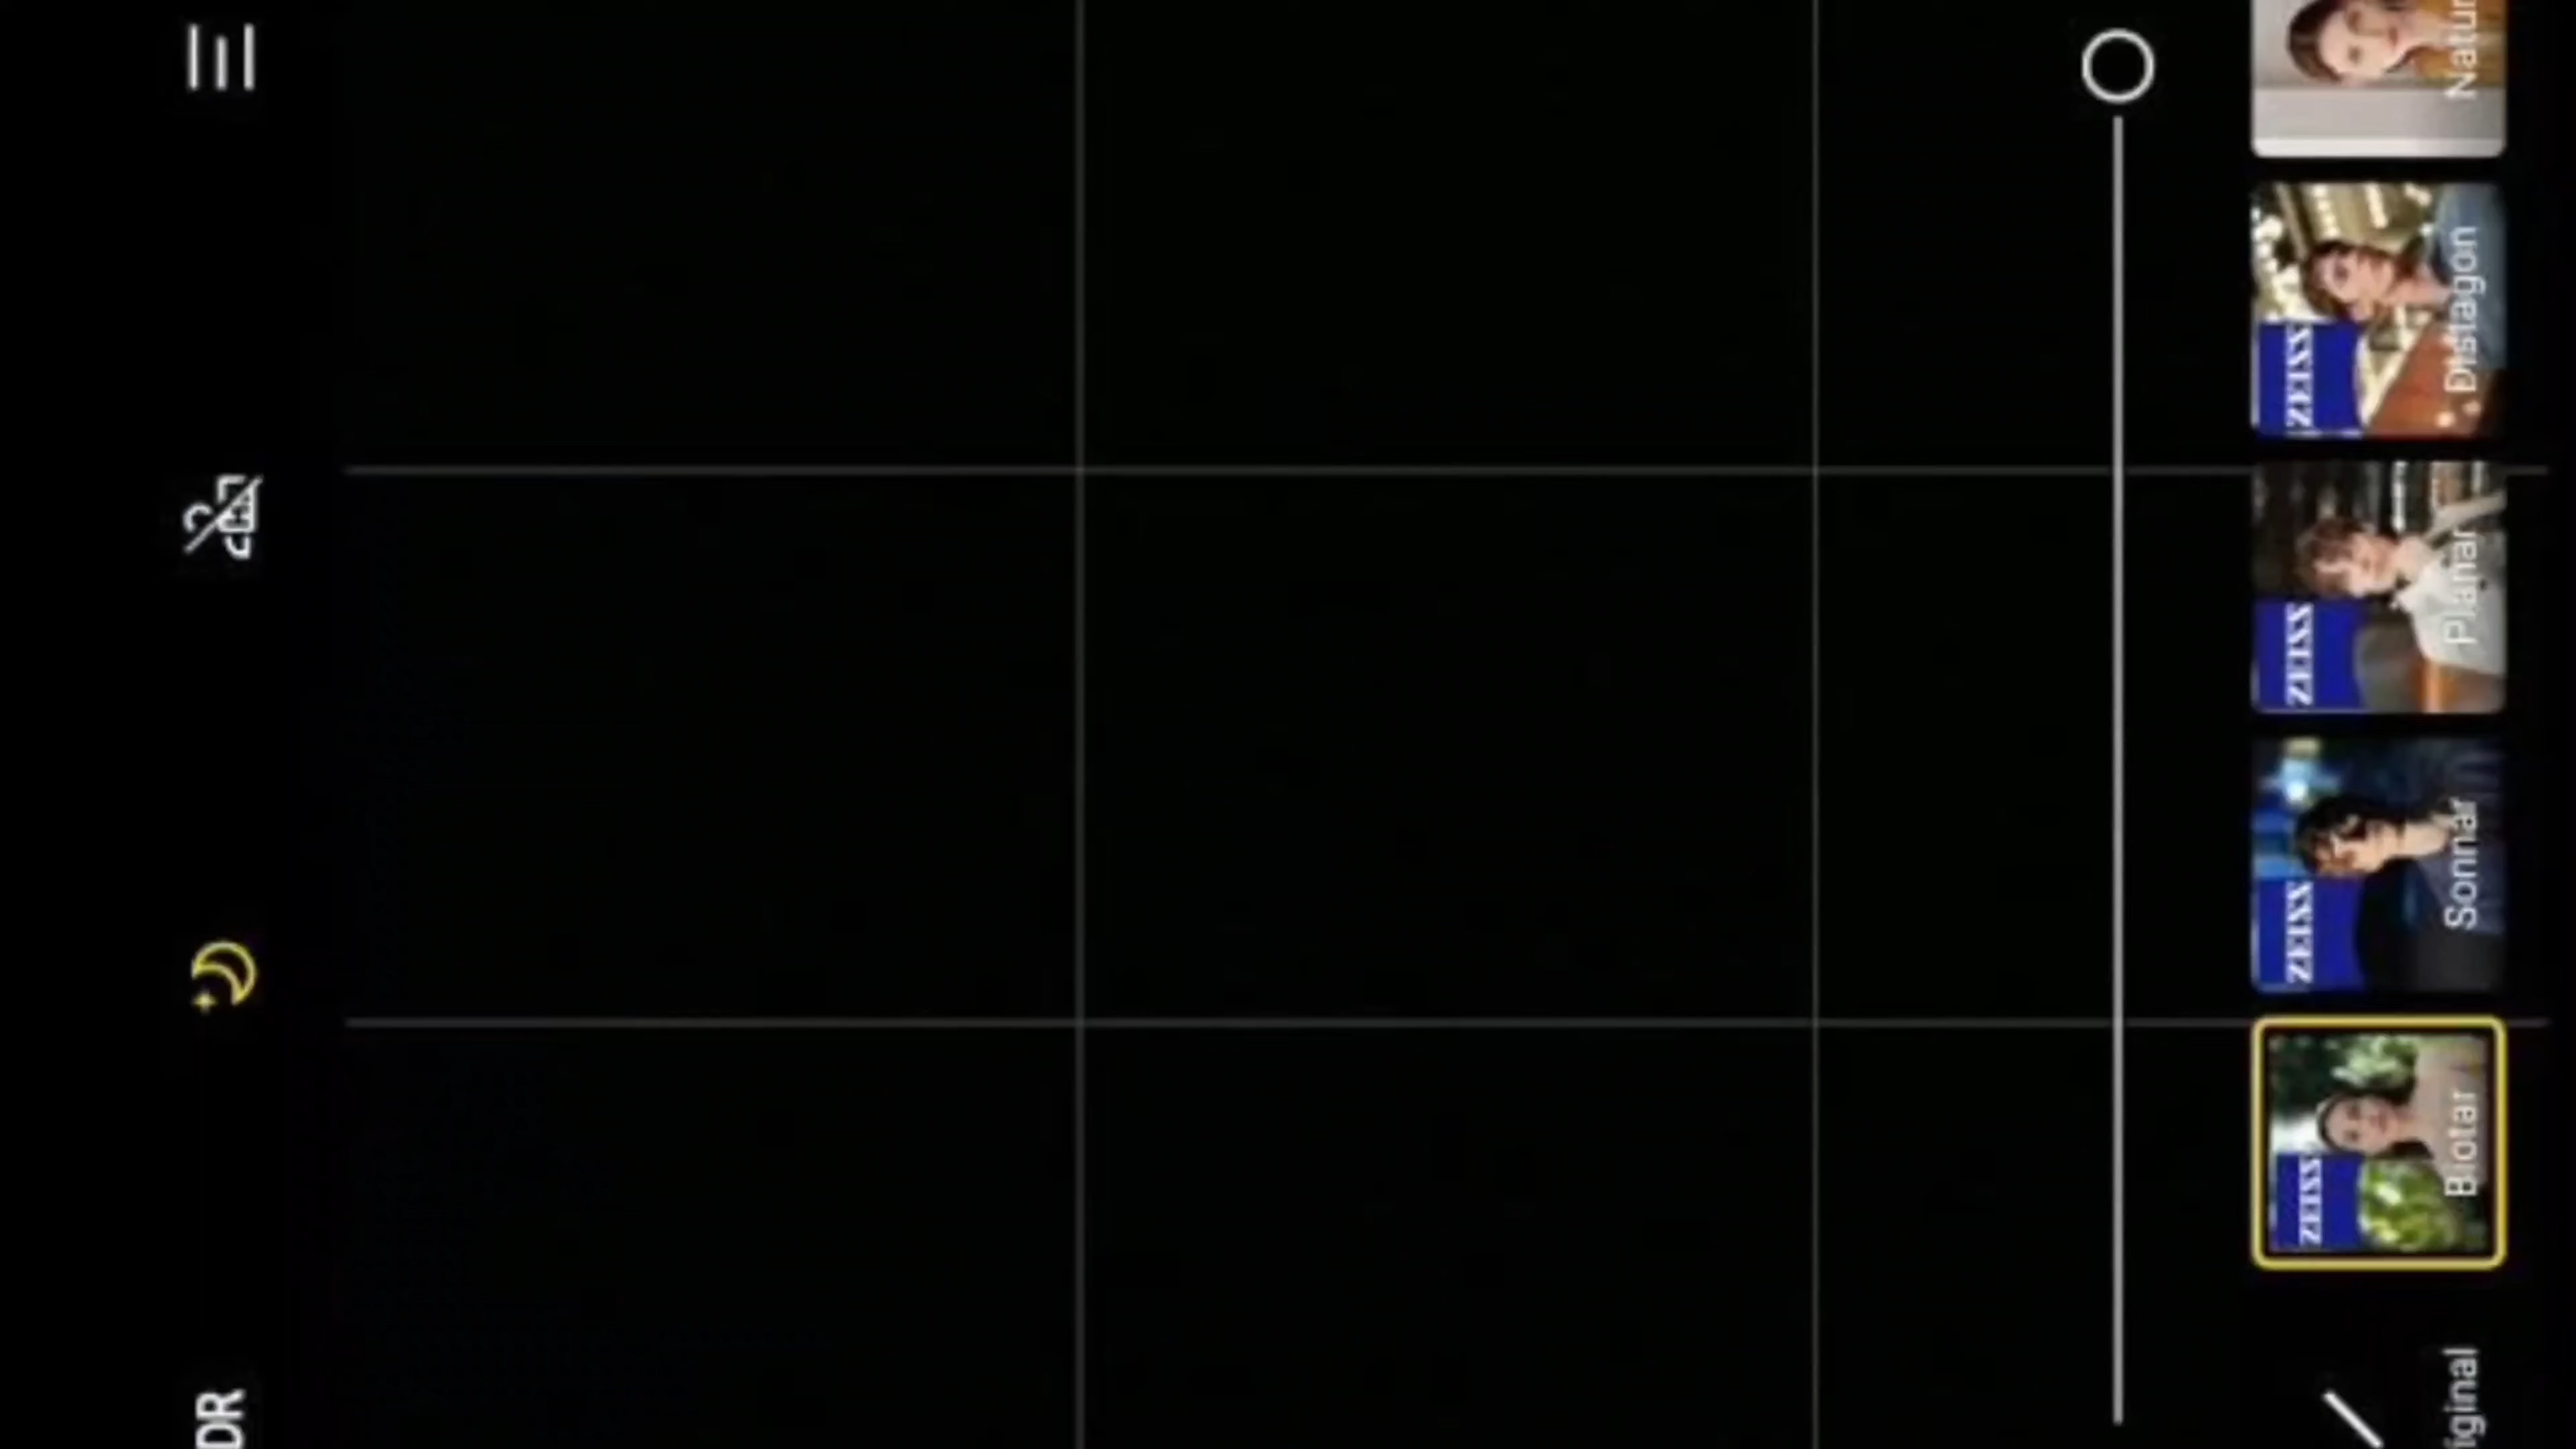 DR
iginal
ZEISS
Biotar
ZEISS
Sonnar
ZEISS
Planar
ZEISS
Distagon
Natur